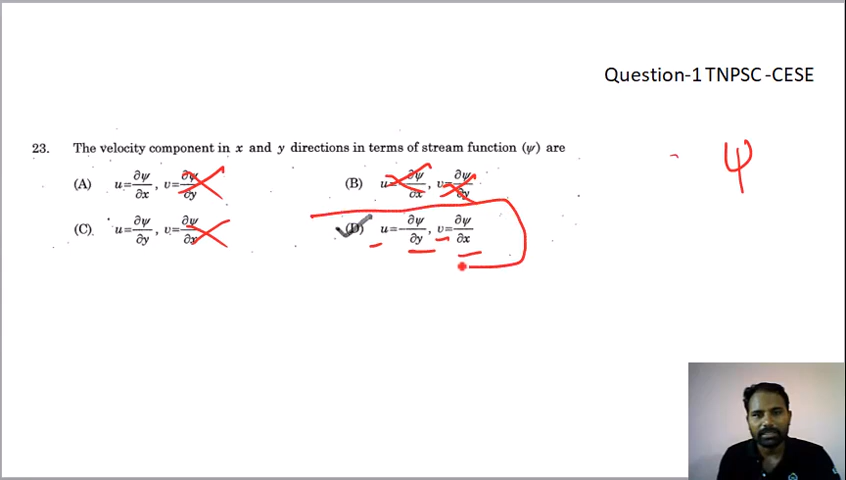 Question-1 TNPSC -CESE
ψ
23. The velocity component in x and y directions in terms of stream function (ψ) are
(A) u=∂ψ/∂x, v=∂ψ/∂y (B) u=-∂ψ/∂x, v=∂ψ/∂y
(C) u=∂ψ/∂y, v=∂ψ/∂x (D) u=-∂ψ/∂y, v=∂ψ/∂x